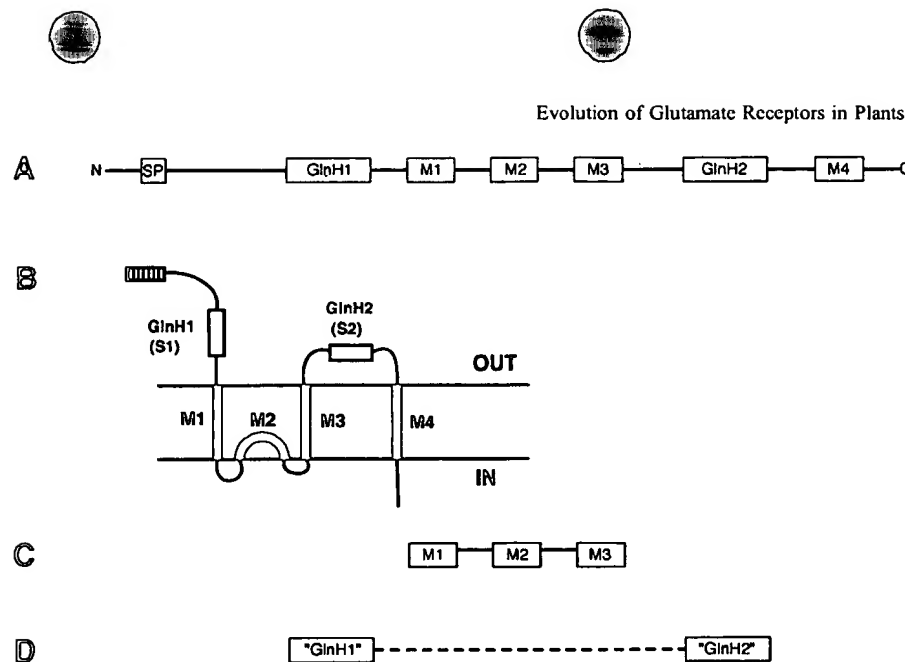 Evolution of Glutamate Receptors in Plants
A N SP GlnH1 M1 M2 M3 GlnH2 M4 C
B
GlnH1
(S1)
GlnH2
(S2)
OUT
M1 M2 M3 M4
IN
C M1 M2 M3
D "GlnH1" "GlnH2"